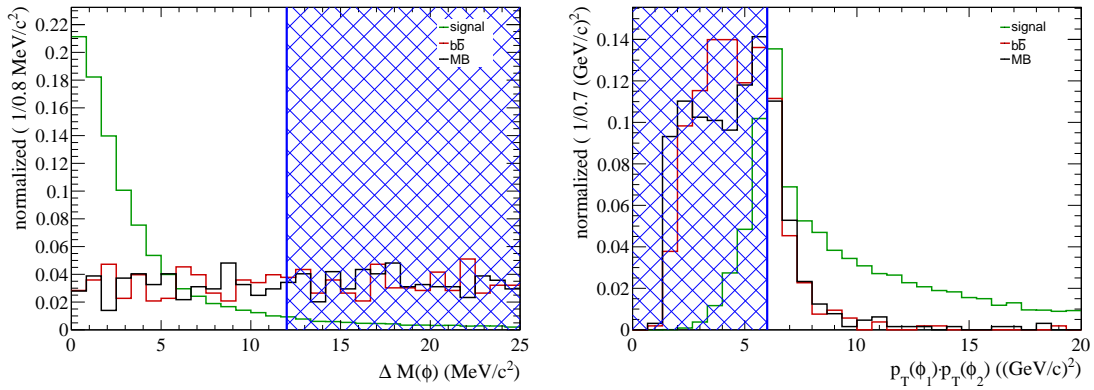 normalized ( 1/0.8 MeV/c²)
0.22
0.2
0.18
0.16
0.14
0.12
0.1
0.08
0.06
0.04
0.02
0
signal
bb̅
MB
0 5 10 15 20 25
Δ M(ϕ) (MeV/c²)
normalized ( 1/0.7 (GeV/c)²)
0.14
0.12
0.1
0.08
0.06
0.04
0.02
0
signal
bb̅
MB
0 5 10 15 20
p_T(ϕ₁)·p_T(ϕ₂) ((GeV/c)²)